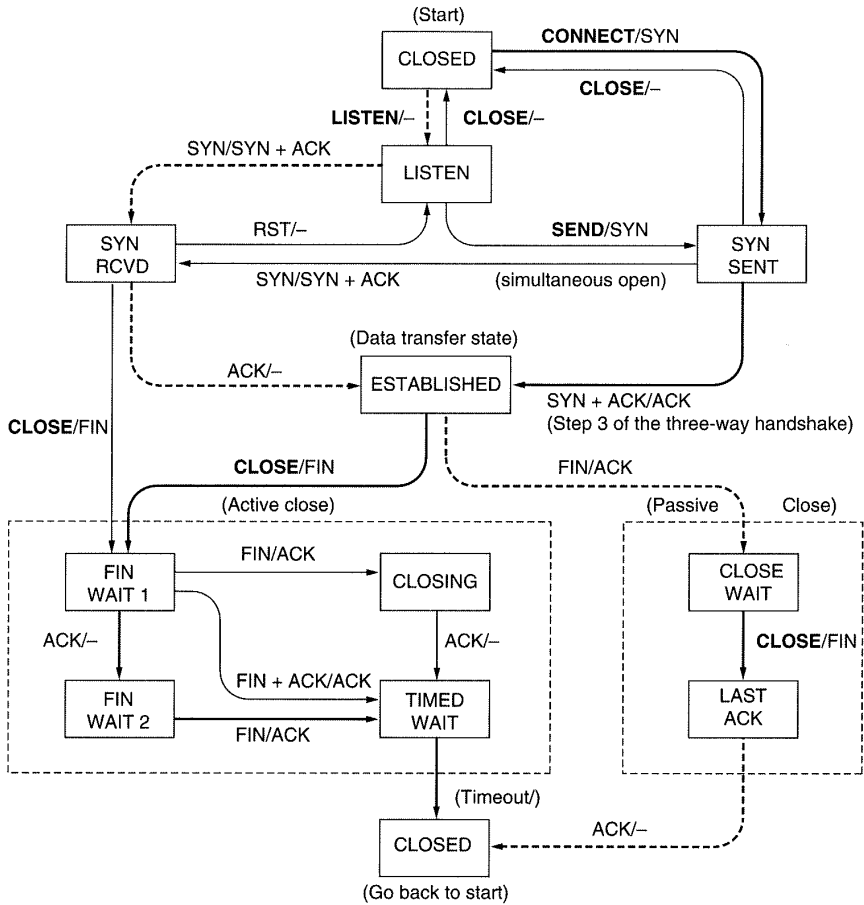 (Start)
CONNECT/SYN
CLOSED
CLOSE/–
LISTEN/–
CLOSE/–
SYN/SYN + ACK
LISTEN
SYN
RCVD
RST/–
SEND/SYN
SYN
SENT
SYN/SYN + ACK
(simultaneous open)
(Data transfer state)
ACK/–
ESTABLISHED
SYN + ACK/ACK
(Step 3 of the three-way handshake)
CLOSE/FIN
CLOSE/FIN
FIN/ACK
(Active close)
(Passive Close)
FIN
WAIT 1
FIN/ACK
CLOSING
CLOSE
WAIT
ACK/–
ACK/–
CLOSE/FIN
FIN + ACK/ACK
FIN
WAIT 2
FIN/ACK
TIMED
WAIT
LAST
ACK
(Timeout/)
CLOSED
ACK/–
(Go back to start)